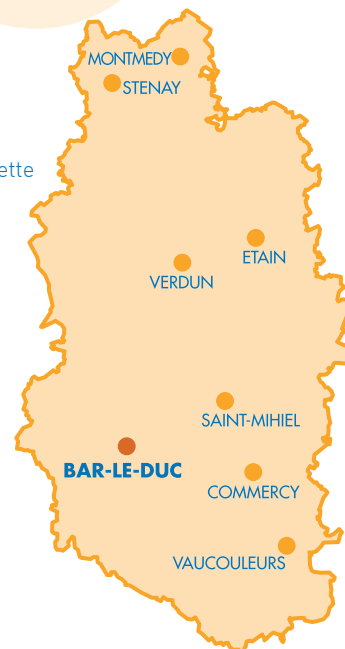 MONTMEDY
STENAY
ette
ETAIN
VERDUN
SAINT-MIHIEL
BAR-LE-DUC
COMMERCY
VAUCOULEURS